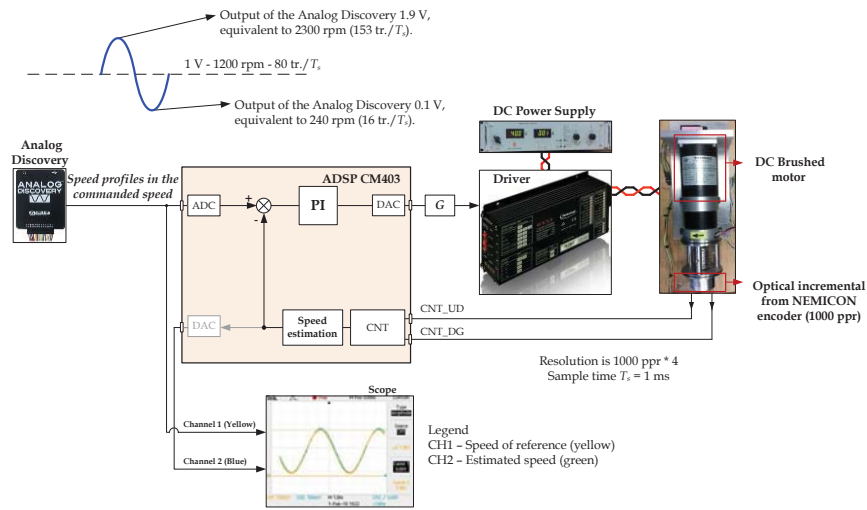 Output of the Analog Discovery 1.9 V,
equivalent to 2300 rpm (153 tr./Ts).
1 V - 1200 rpm - 80 tr./Ts
Output of the Analog Discovery 0.1 V,
equivalent to 240 rpm (16 tr./Ts).
DC Power Supply
Analog
Discovery
Speed profiles in the
commanded speed
ANALOG
DISCOVERY
ADSP CM403
ADC
+
-
PI
DAC
G
Driver
DC Brushed
motor
Optical incremental
from NEMICON
encoder (1000 ppr)
DAC
Speed
estimation
CNT
CNT_UD
CNT_DG
Resolution is 1000 ppr * 4
Sample time Ts = 1 ms
Scope
Channel 1 (Yellow)
Channel 2 (Blue)
Legend
CH1 – Speed of reference (yellow)
CH2 – Estimated speed (green)